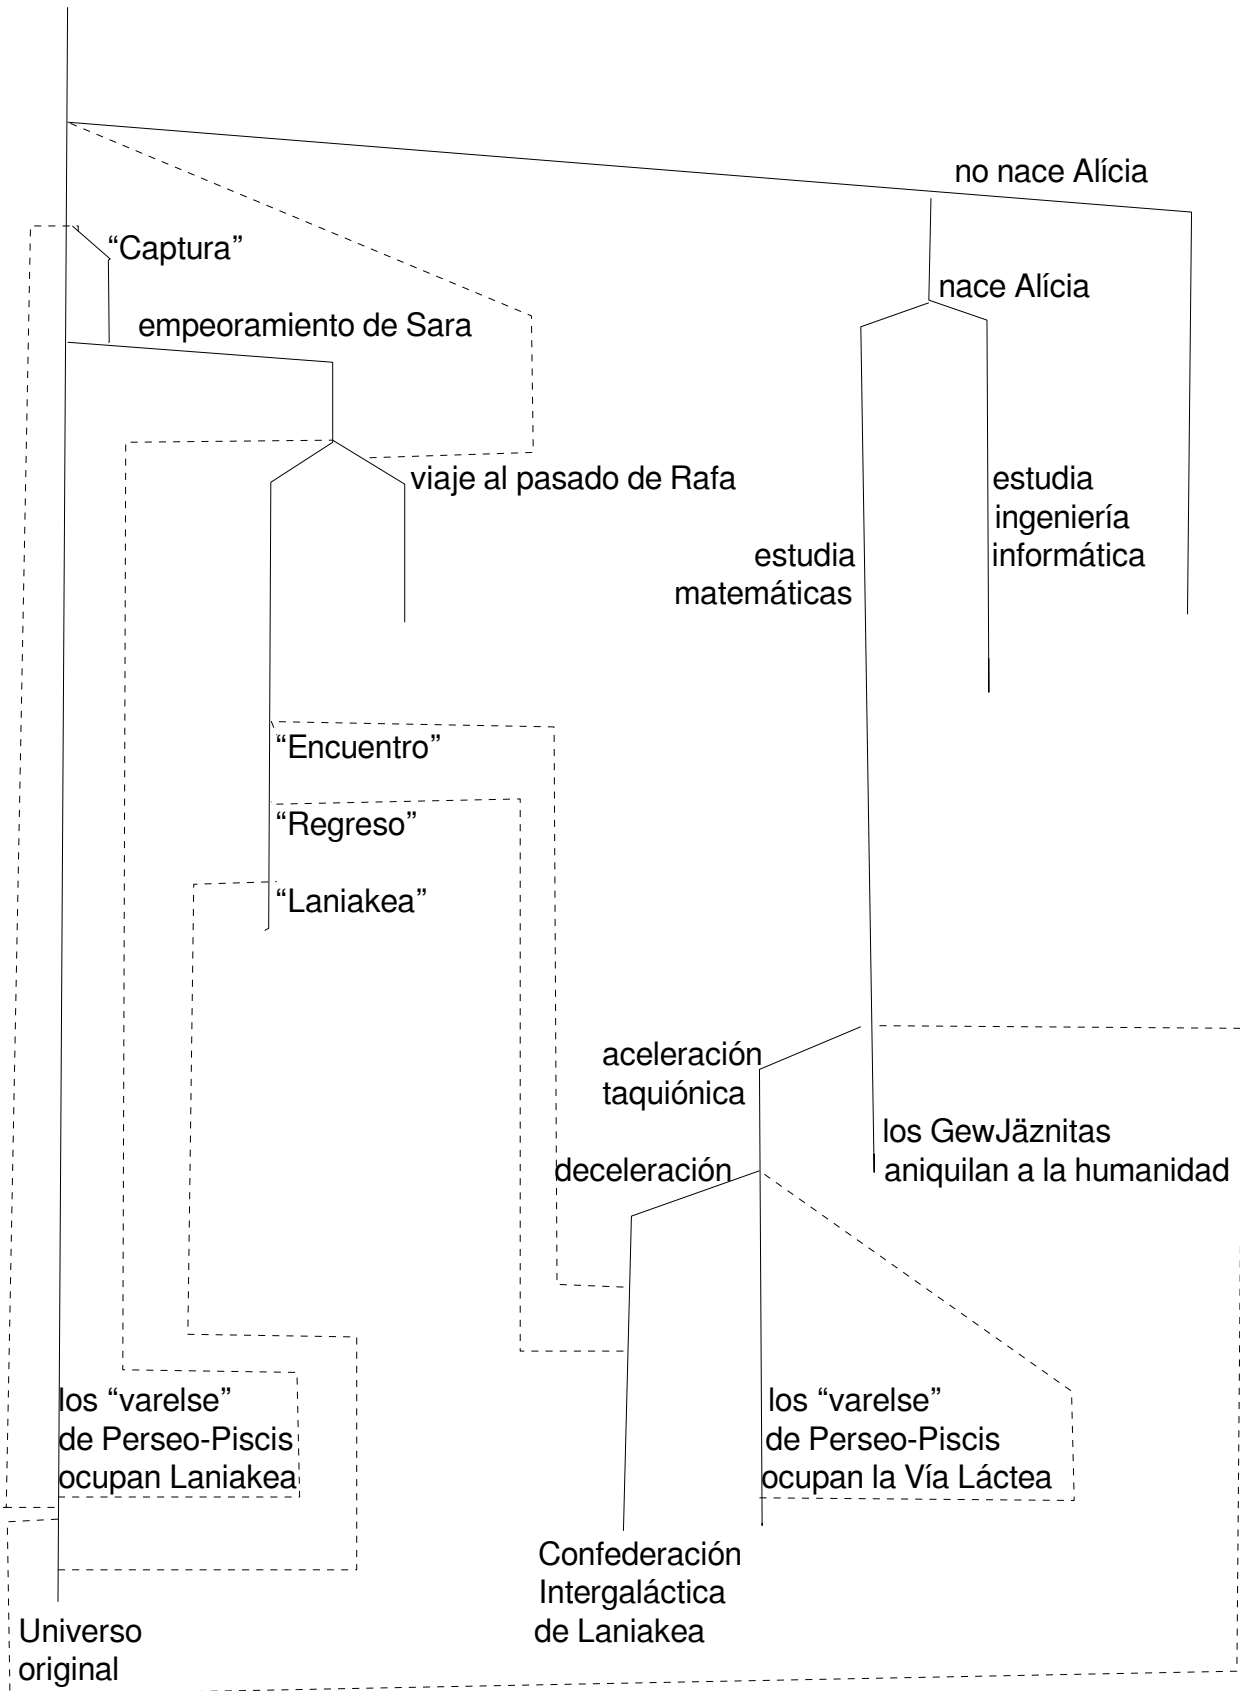 no nace Alícia
“Captura”
nace Alícia
empeoramiento de Sara
viaje al pasado de Rafa
estudia
ingeniería
informática
estudia
matemáticas
“Encuentro”
“Regreso”
“Laniakea”
aceleración
taquiónica
los GewJäznitas
aniquilan a la humanidad
deceleración
los “varelse”
de Perseo-Piscis
ocupan Laniakea
los “varelse”
de Perseo-Piscis
ocupan la Vía Láctea
Confederación
Intergaláctica
de Laniakea
Universo
original